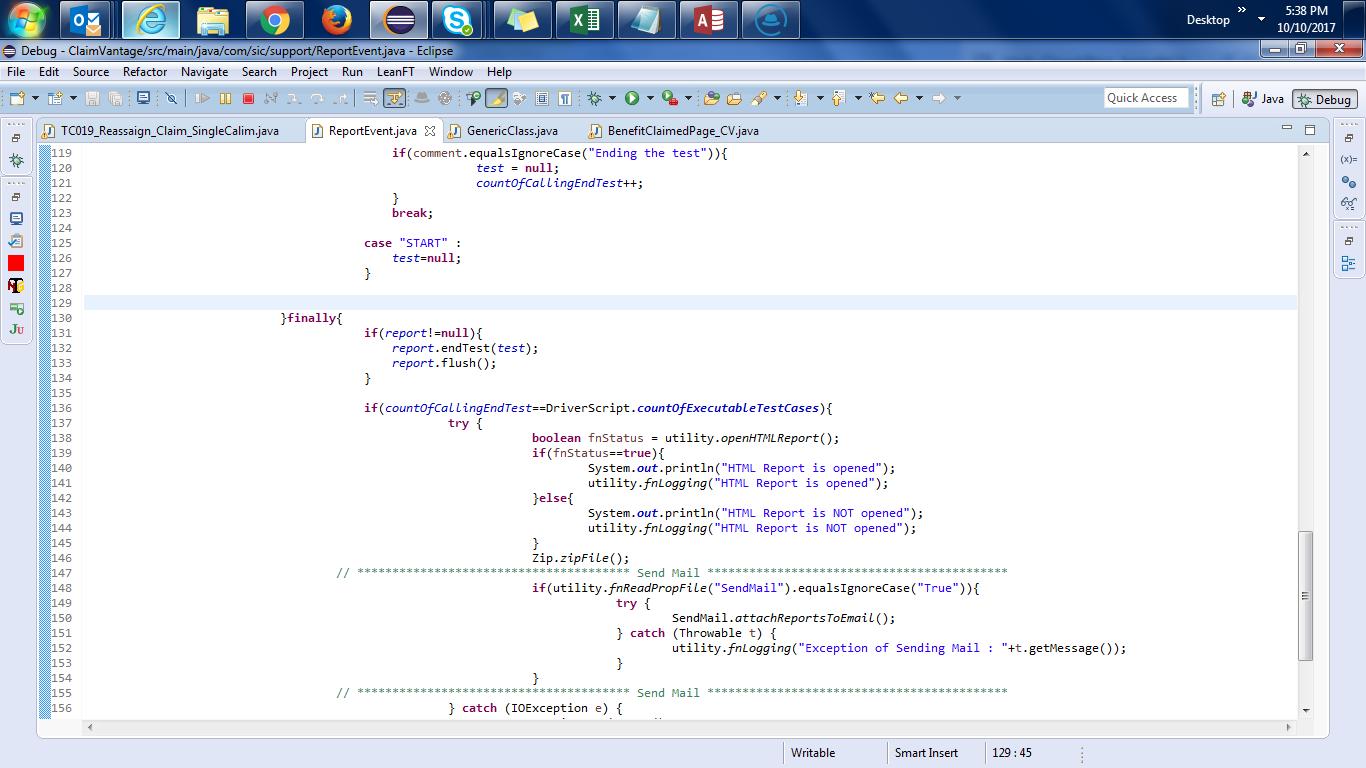 5:38 PM
Desktop
10/10/2017
Debug - ClaimVantage/src/main/java/com/sic/support/ReportEvent.java - Eclipse
File Edit Source Refactor Navigate Search Project Run LeanFT Window Help
Quick Access Java Debug
TC019_Reassaign_Claim_SingleCalim.java ReportEvent.java GenericClass.java BenefitClaimedPage_CV.java
119 if(comment.equalsIgnoreCase("Ending the test")){
120 test = null;
121 countOfCallingEndTest++;
122 }
123 break;
124
125 case "START" :
126 test=null;
127 }
128
129
130 }finally{
131 if(report!=null){
132 report.endTest(test);
133 report.flush();
134 }
135
136 if(countOfCallingEndTest==DriverScript.countOfExecutableTestCases){
137 try {
138 boolean fnStatus = utility.openHTMLReport();
139 if(fnStatus==true){
140 System.out.println("HTML Report is opened");
141 utility.fnLogging("HTML Report is opened");
142 }else{
143 System.out.println("HTML Report is NOT opened");
144 utility.fnLogging("HTML Report is NOT opened");
145 }
146 Zip.zipFile();
147 // *************************************** Send Mail *******************************************
148 if(utility.fnReadPropFile("SendMail").equalsIgnoreCase("True")){
149 try {
150 SendMail.attachReportsToEmail();
151 } catch (Throwable t) {
152 utility.fnLogging("Exception of Sending Mail : "+t.getMessage());
153 }
154 }
155 // *************************************** Send Mail *******************************************
156 } catch (IOException e) {
Writable Smart Insert 129 : 45